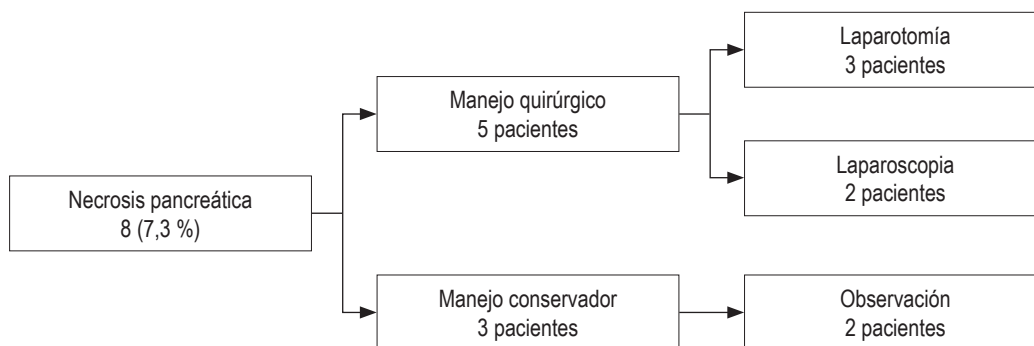 Necrosis pancreática
8 (7,3 %)
Manejo quirúrgico
5 pacientes
Laparotomía
3 pacientes
Laparoscopia
2 pacientes
Manejo conservador
3 pacientes
Observación
2 pacientes